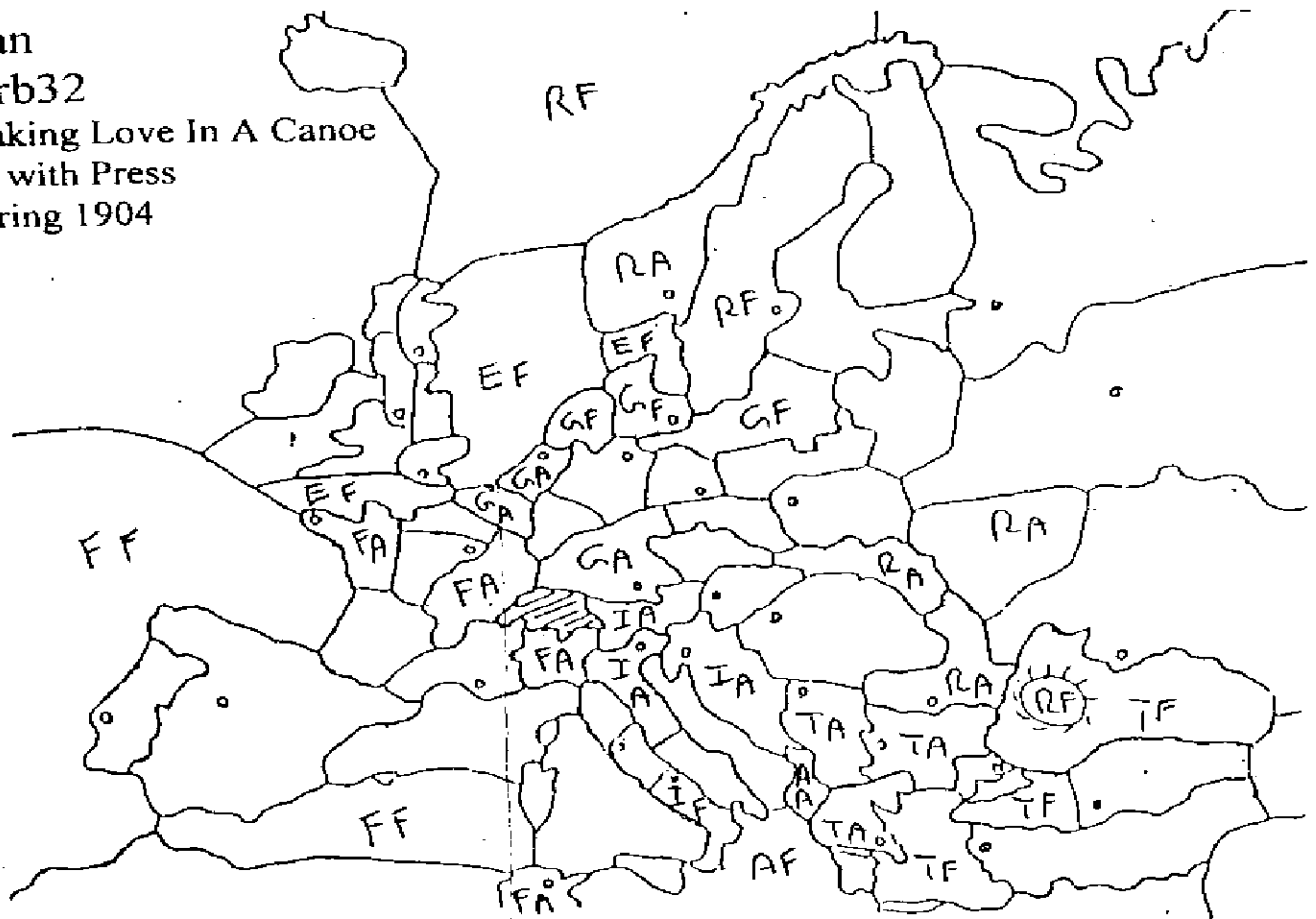 an
rb32
aking Love In A Canoe
with Press
ring 1904
RF
RA
RF
EF
EF
GF
GF
GF
GA
GA
EF
FA
FF
RA
GA
RA
FA
IA
FA
IA
IA
RA
RF
TF
TA
TA
A
A
TF
IF
FF
TA
AF
TF
FA